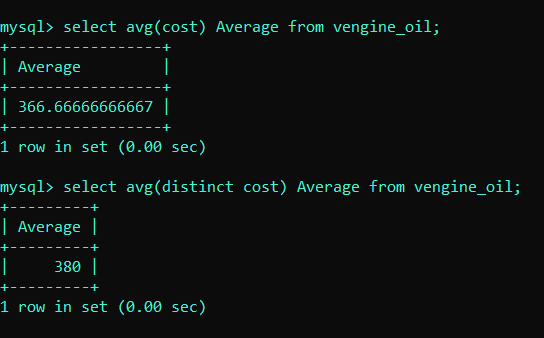 mysql> select avg(cost) Average from vengine_oil;
+-----------------+
| Average         |
+-----------------+
| 366.66666666667 |
+-----------------+
1 row in set (0.00 sec)

mysql> select avg(distinct cost) Average from vengine_oil;
+---------+
| Average |
+---------+
|     380 |
+---------+
1 row in set (0.00 sec)